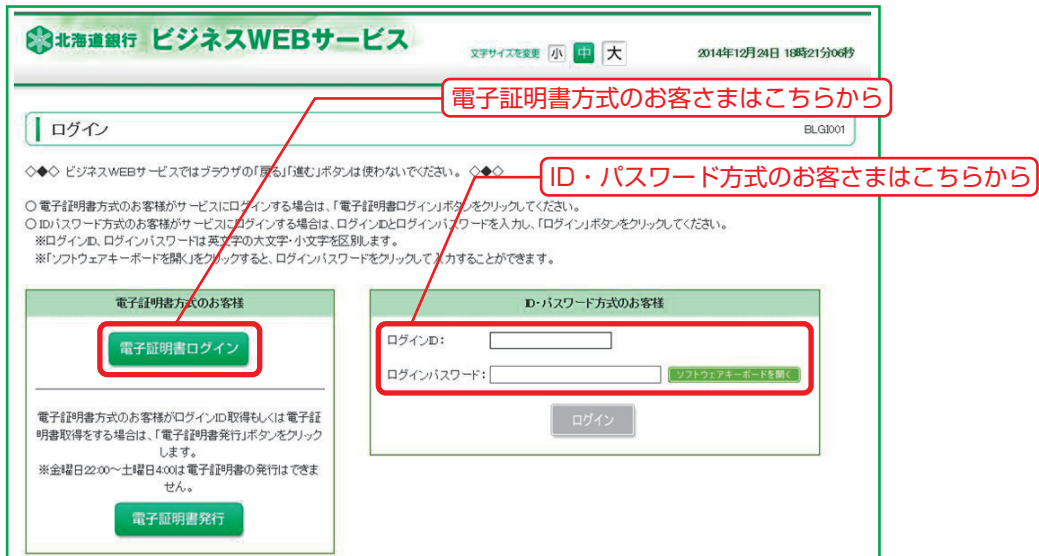 北海道銀行 ビジネスWEBサービス
文字サイズを変更 小 中 大
2014年12月24日 18時21分06秒
電子証明書方式のお客さまはこちらから
ログイン
BLGI001
◇◆◇ ビジネスWEBサービスではブラウザの「戻る」「進む」ボタンは使わないでください。 ◇◆◇
ID・パスワード方式のお客さまはこちらから
○ 電子証明書方式のお客様がサービスにログインする場合は、「電子証明書ログイン」ボタンをクリックしてください。
○ IDパスワード方式のお客様がサービスにログインする場合は、ログインIDとログインパスワードを入力し、「ログイン」ボタンをクリックしてください。
※ログインID、ログインパスワードは英文字の大文字・小文字を区別します。
※「ソフトウェアキーボードを開く」をクリックすると、ログインパスワードをクリックして入力することができます。
電子証明書方式のお客様
電子証明書ログイン
電子証明書方式のお客様がログインID取得もしくは電子証
明書取得をする場合は、「電子証明書発行」ボタンをクリック
します。
※金曜日22:00～土曜日4:00は電子証明書の発行はできま
せん。
電子証明書発行
ID・パスワード方式のお客様
ログインID：
ログインパスワード： ソフトウェアキーボードを開く
ログイン